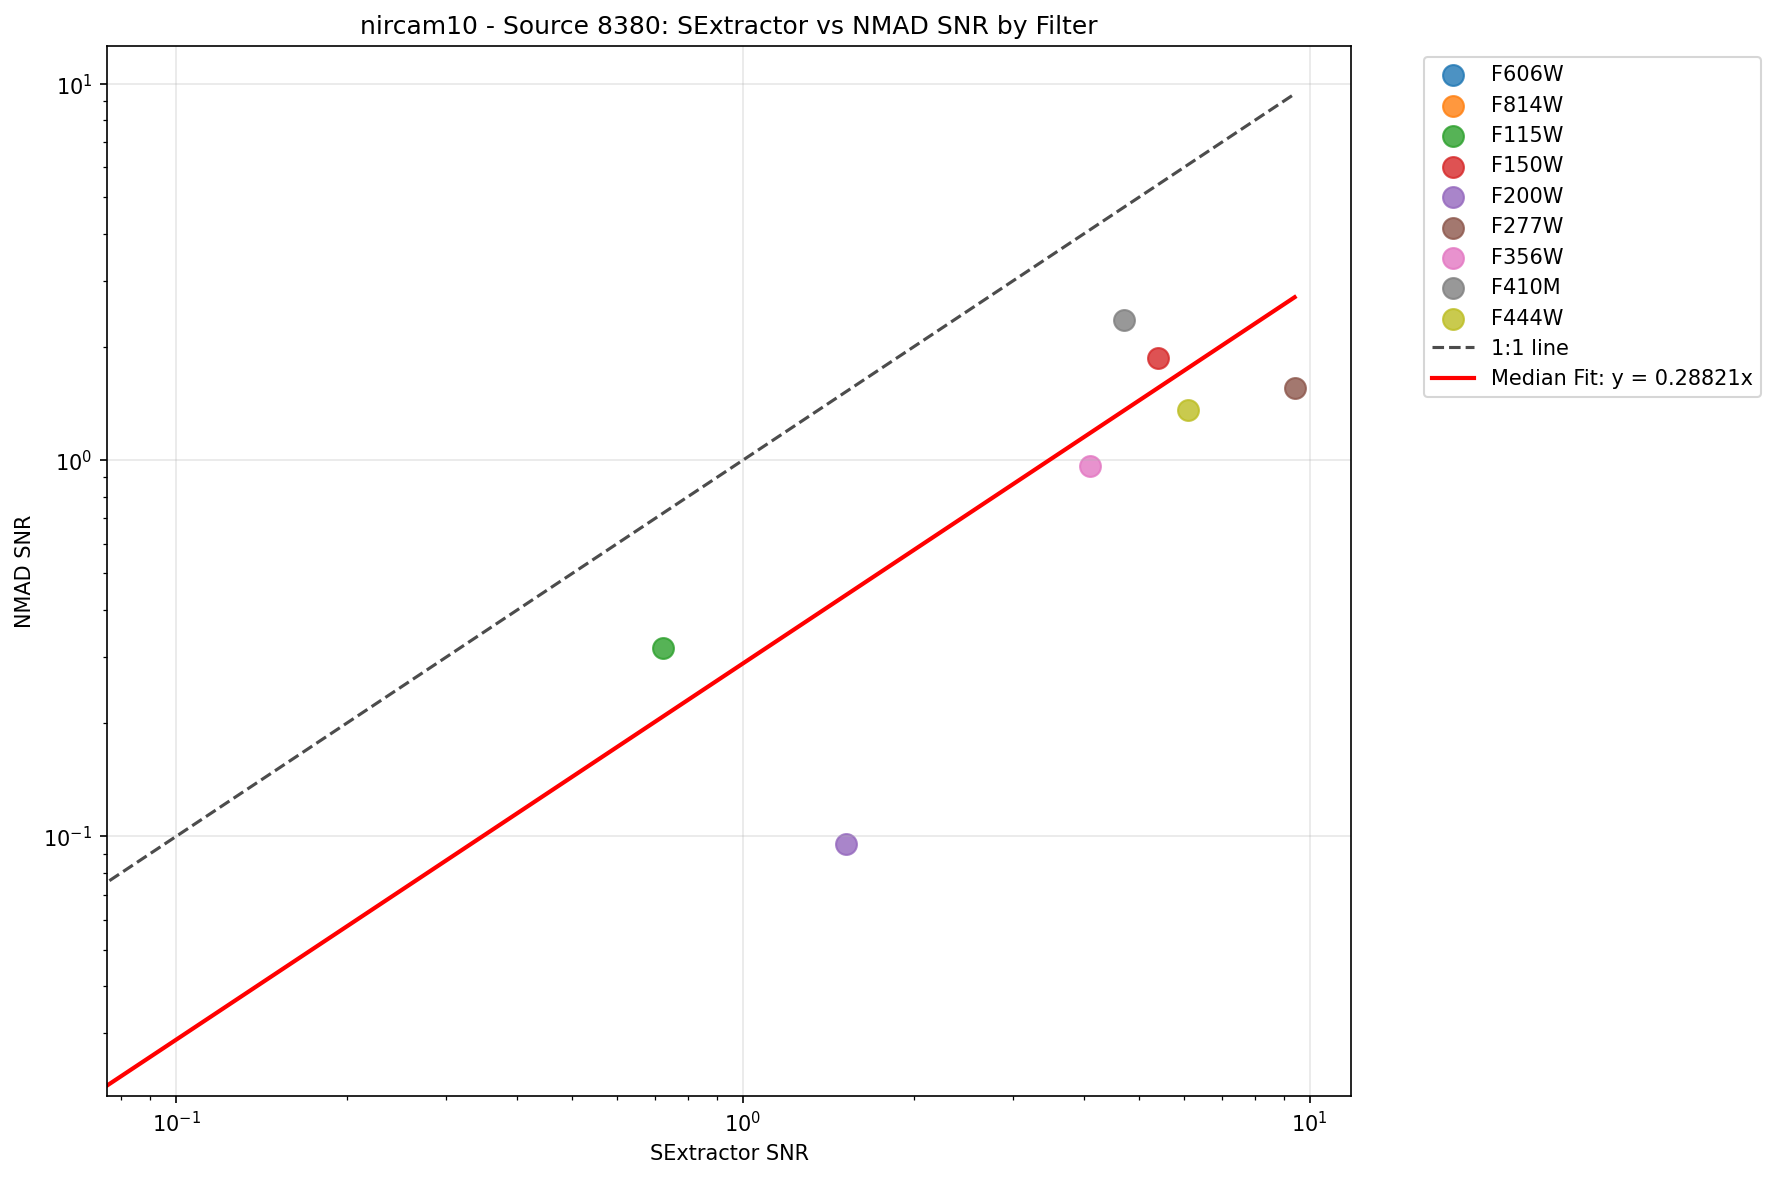 nircam10 - Source 8380: SExtractor vs NMAD SNR by Filter
F606W
F814W
F115W
F150W
F200W
F277W
F356W
F410M
F444W
1:1 line
Median Fit: y = 0.28821x
NMAD SNR
10¹
10⁰
10⁻¹
10⁻¹ 10⁰ 10¹
SExtractor SNR